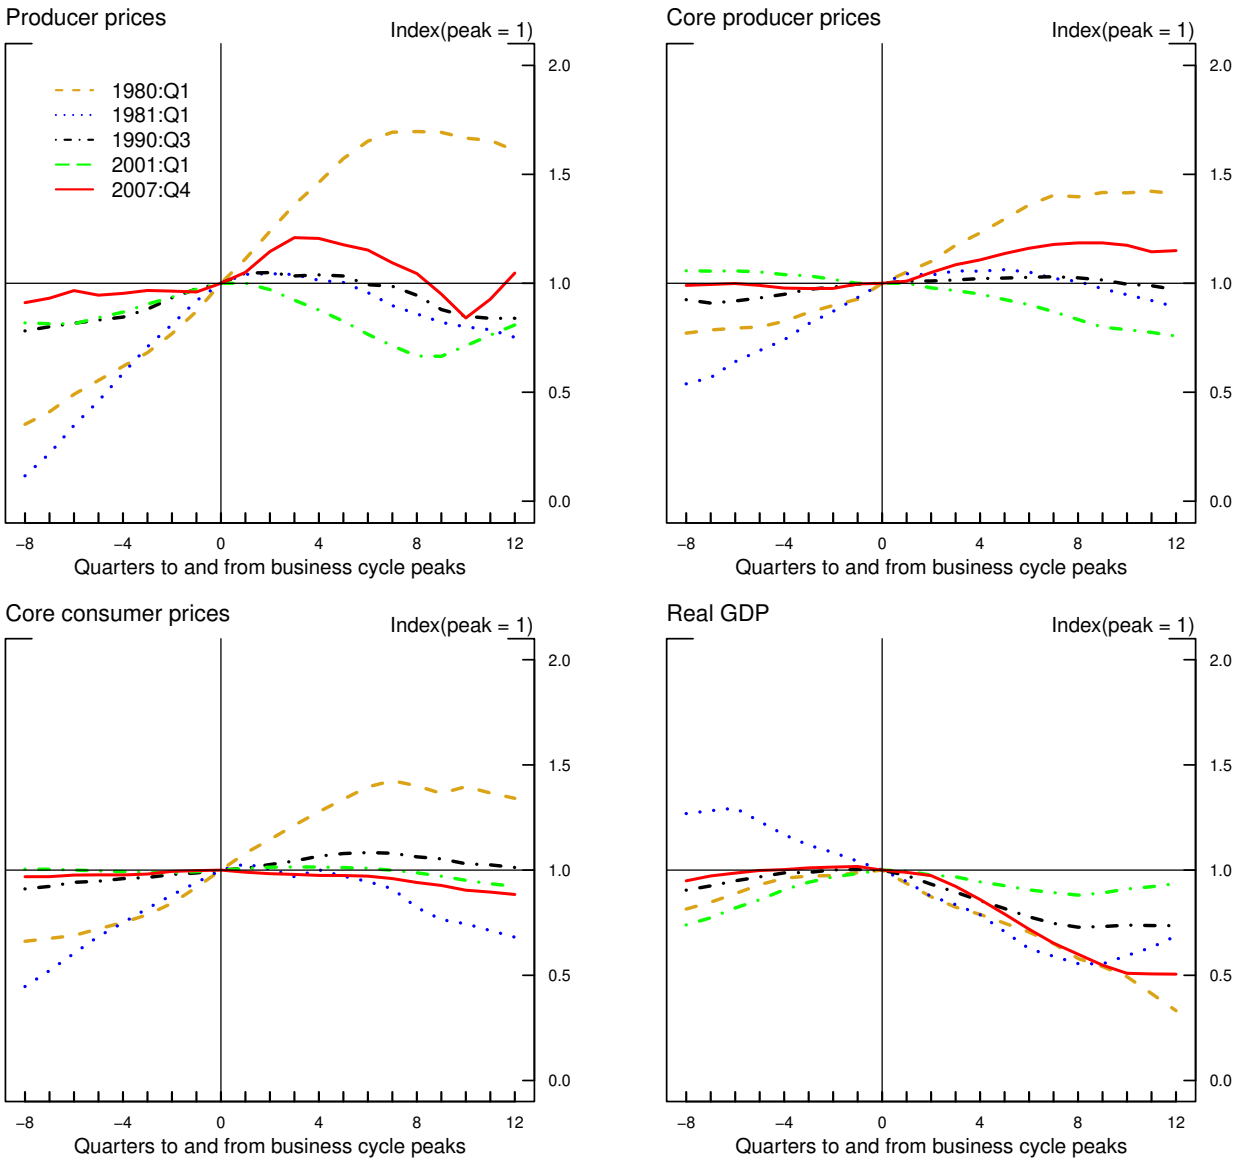 Producer prices
Index(peak = 1)
2.0
1.5
1.0
0.5
0.0
1980:Q1
1981:Q1
1990:Q3
2001:Q1
2007:Q4
−8 −4 0 4 8 12
Quarters to and from business cycle peaks
Core producer prices
Index(peak = 1)
2.0
1.5
1.0
0.5
0.0
−8 −4 0 4 8 12
Quarters to and from business cycle peaks
Core consumer prices
Index(peak = 1)
2.0
1.5
1.0
0.5
0.0
−8 −4 0 4 8 12
Quarters to and from business cycle peaks
Real GDP
Index(peak = 1)
2.0
1.5
1.0
0.5
0.0
−8 −4 0 4 8 12
Quarters to and from business cycle peaks